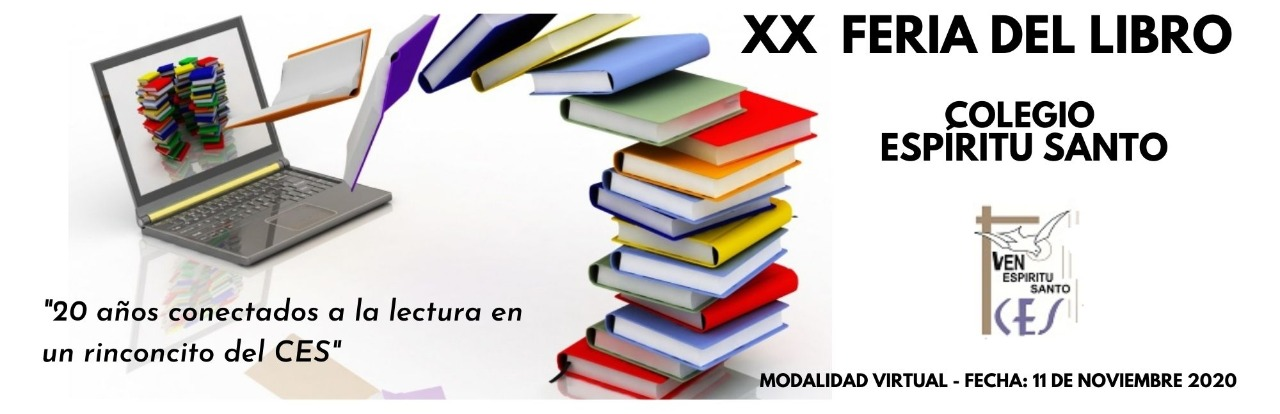 XX FERIA DEL LIBRO
COLEGIO
ESPÍRITU SANTO
VEN
ESPIRITU
SANTO
CES
"20 años conectados a la lectura en
un rinconcito del CES"
MODALIDAD VIRTUAL - FECHA: 11 DE NOVIEMBRE 2020